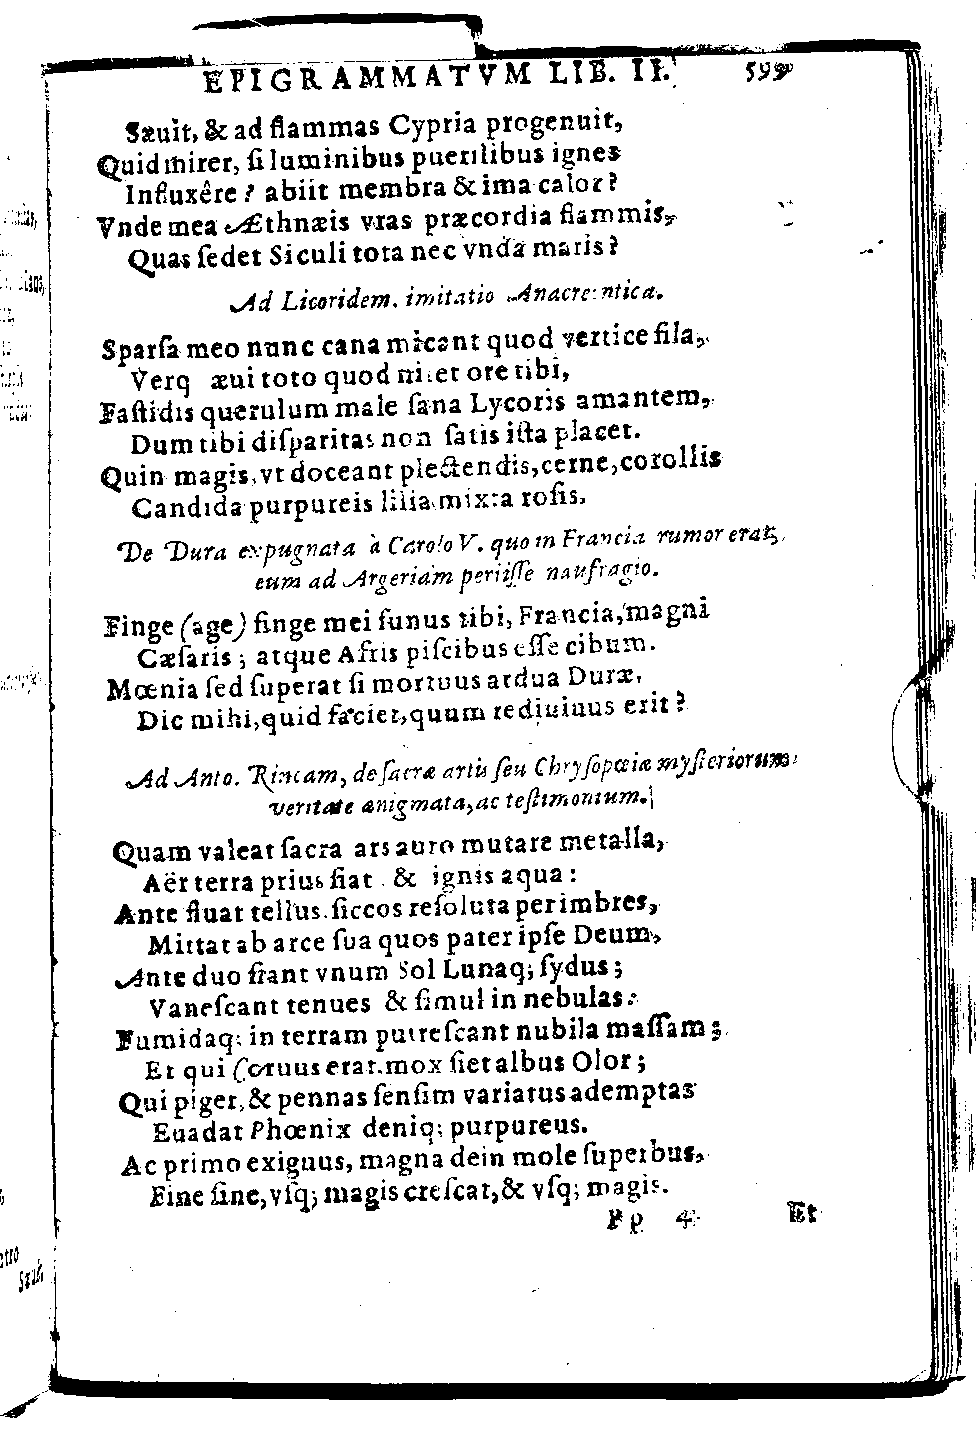 EPIGRAMMATVM LIB. II. 599
Sæuit, & ad flammas Cypria progenuit,
Quid mirer, ſi luminibus puerilibus ignes
Influxêre? abiit membra & ima calor?
Vnde mea Æthnæis vras præcordia flammis,
Quas ſedet Siculi tota nec vnda maris?
Ad Licoridem. imitatio Anacreontica.
Sparſa meo nunc cana micant quod vertice fila,
Verq æui toto quod nitet ore tibi,
Faſtidis querulum male ſana Lycoris amantem,
Dum tibi diſparitas non ſatis iſta placet.
Quin magis, vt doceant plectendis, cerne, corollis
Candida purpureis lilia mixta roſis.
De Dura expugnata à Carolo V. quo in Francia rumor erat,
eum ad Argeriam periiſſe naufragio.
Finge (age) finge mei funus tibi, Francia, magni
Cæſaris; atque Afris piſcibus eſſe cibum.
Mœnia ſed ſuperat ſi mortuus ardua Duræ,
Dic mihi, quid faciet, quum rediuiuus erit?
Ad Anto. Rincam, de ſacræ artis ſeu Chryſopœiæ myſteriorum
veritate ænigmata, ac teſtimonium.
Quam valeat ſacra ars auro mutare metalla,
Aër terra prius fiat & ignis aqua:
Ante fluat tellus ſiccos reſoluta per imbres,
Mittat ab arce ſua quos pater ipſe Deum,
Ante duo fiant vnum Sol Lunaq; ſydus;
Vaneſcant tenues & ſimul in nebulas:
Fumidaq; in terram putreſcant nubila maſſam;
Et qui Coruus erat, mox fiet albus Olor;
Qui piger, & pennas ſenſim variatus ademptas
Euadat Phœnix deniq; purpureus.
Ac primo exiguus, magna dein mole ſuperbus,
Fine ſine, vſq; magis creſcat, & vſq; magis.
Pp 4 Et